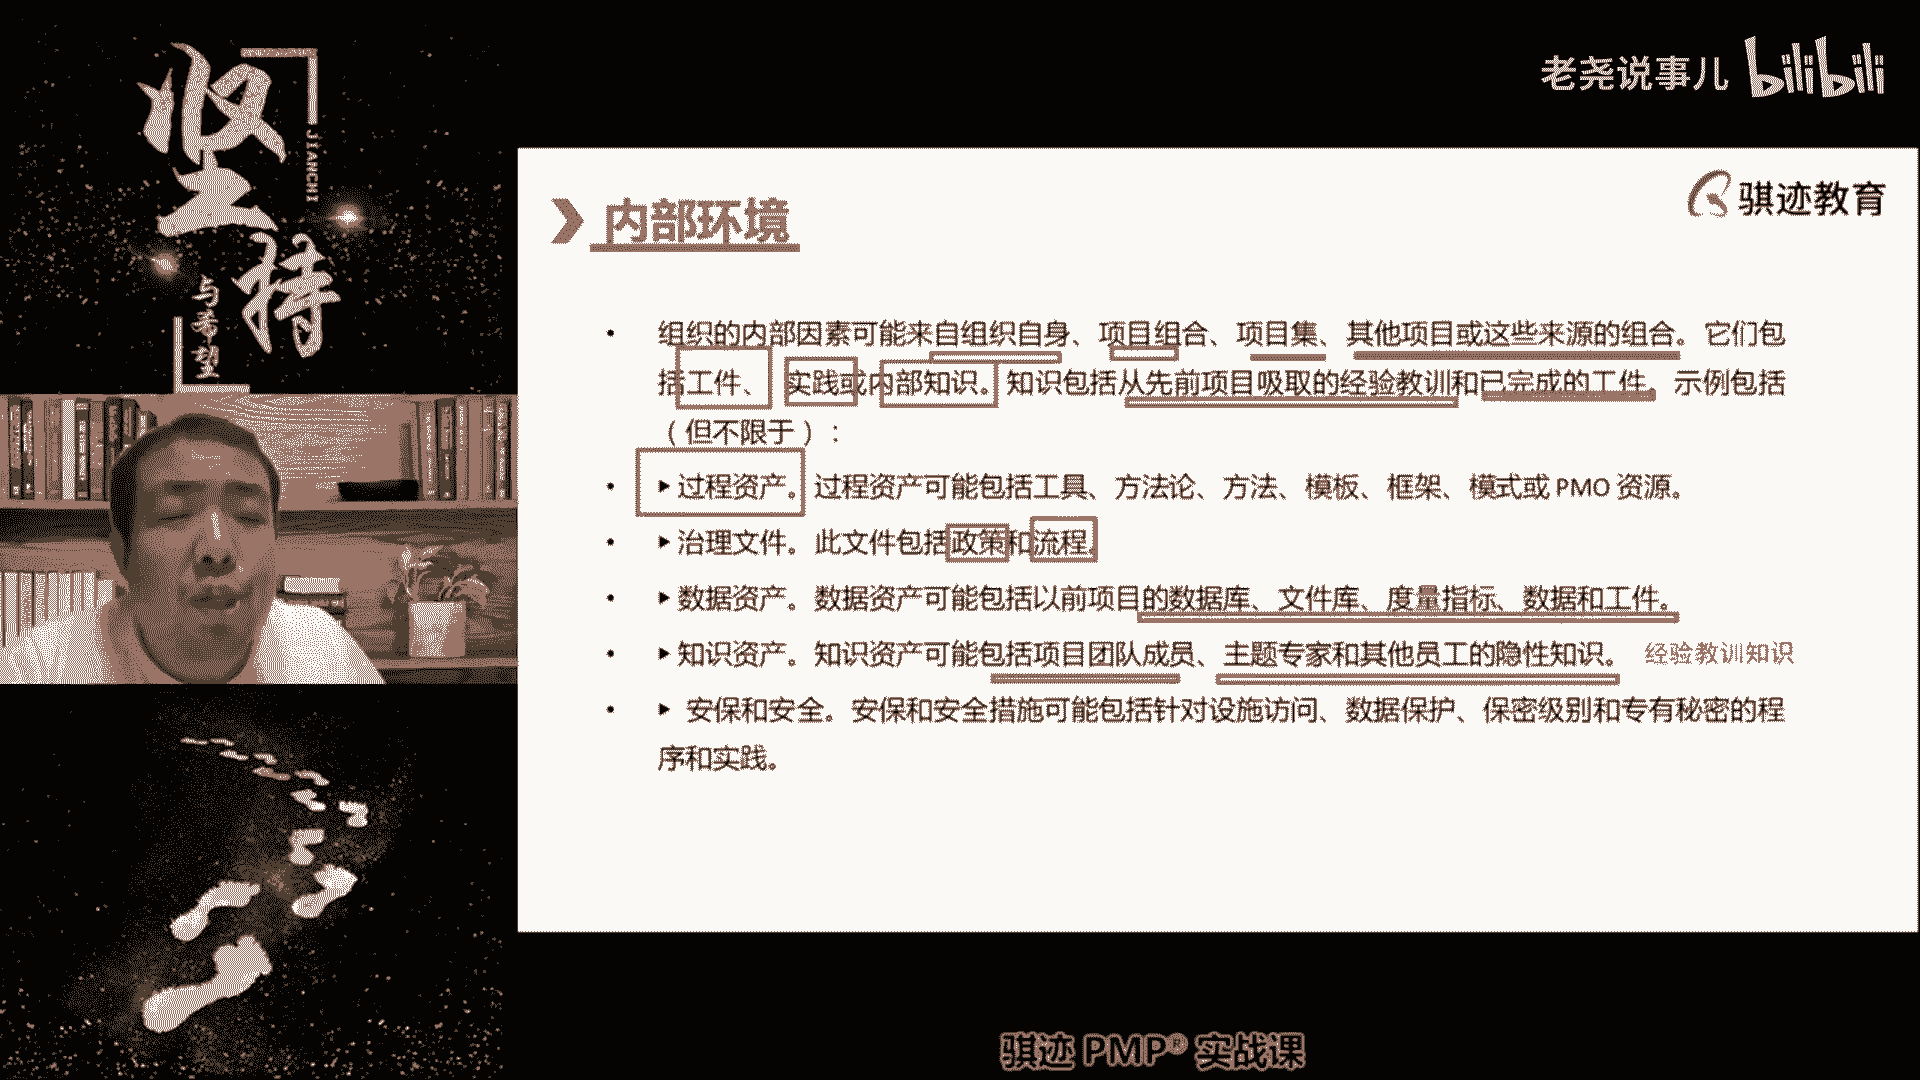 坚持
JIANCHI
与希望
老尧说事儿 bilibili
骐迹教育
内部环境
• 组织的内部因素可能来自组织自身、项目组合、项目集、其他项目或这些来源的组合。它们包
括工件、实践或内部知识。知识包括从先前项目吸取的经验教训和已完成的工件。示例包括
（但不限于）：
• ▸过程资产。过程资产可能包括工具、方法论、方法、模板、框架、模式或 PMO 资源。
• ▸治理文件。此文件包括政策和流程。
• ▸数据资产。数据资产可能包括以前项目的数据库、文件库、度量指标、数据和工件。
• ▸知识资产。知识资产可能包括项目团队成员、主题专家和其他员工的隐性知识。 经验教训知识
• ▸ 安保和安全。安保和安全措施可能包括针对设施访问、数据保护、保密级别和专有秘密的程
序和实践。
骐迹 PMP® 实战课